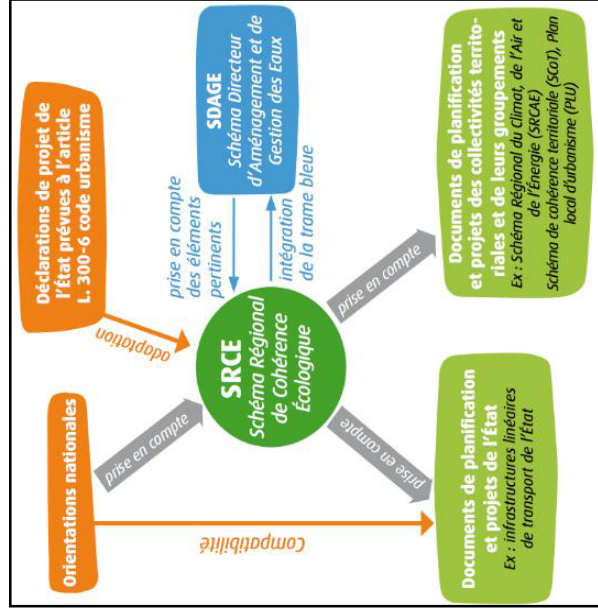 Orientations nationales
Déclarations de projet de
l'État prévues à l'article
L. 300-6 code urbanisme
prise en compte
adaptation
prise en compte
des éléments
pertinents
SDAGE
Schéma Directeur
d'Aménagement et de
Gestion des Eaux
intégration
de la trame bleue
SRCE
Schéma Régional
de Cohérence
Écologique
Compatibilité
prise en compte
prise en compte
Documents de planification
et projets de l'État
Ex : infrastructures linéaires
de transport de l'État
Documents de planification
et projets des collectivités territo-
riales et de leurs groupements
Ex : Schéma Régional du Climat, de l'Air et
de l'Énergie (SRCAE)
Schéma de cohérence territoriale (SCoT), Plan
local d'urbanisme (PLU)